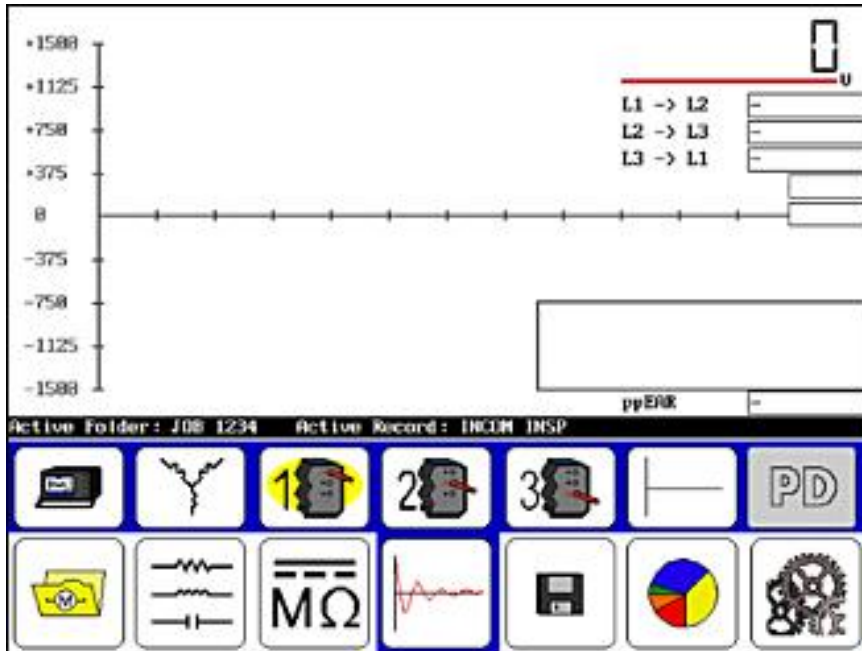 +1500
0
+1125
V
L1 -> L2
-
+750
L2 -> L3
-
L3 -> L1
-
+375
0
-375
-750
-1125
-1500
ppEAR
-
Active Folder: JOB 1234 Active Record: INCOM INSP
1
2
3
PD
M
MΩ